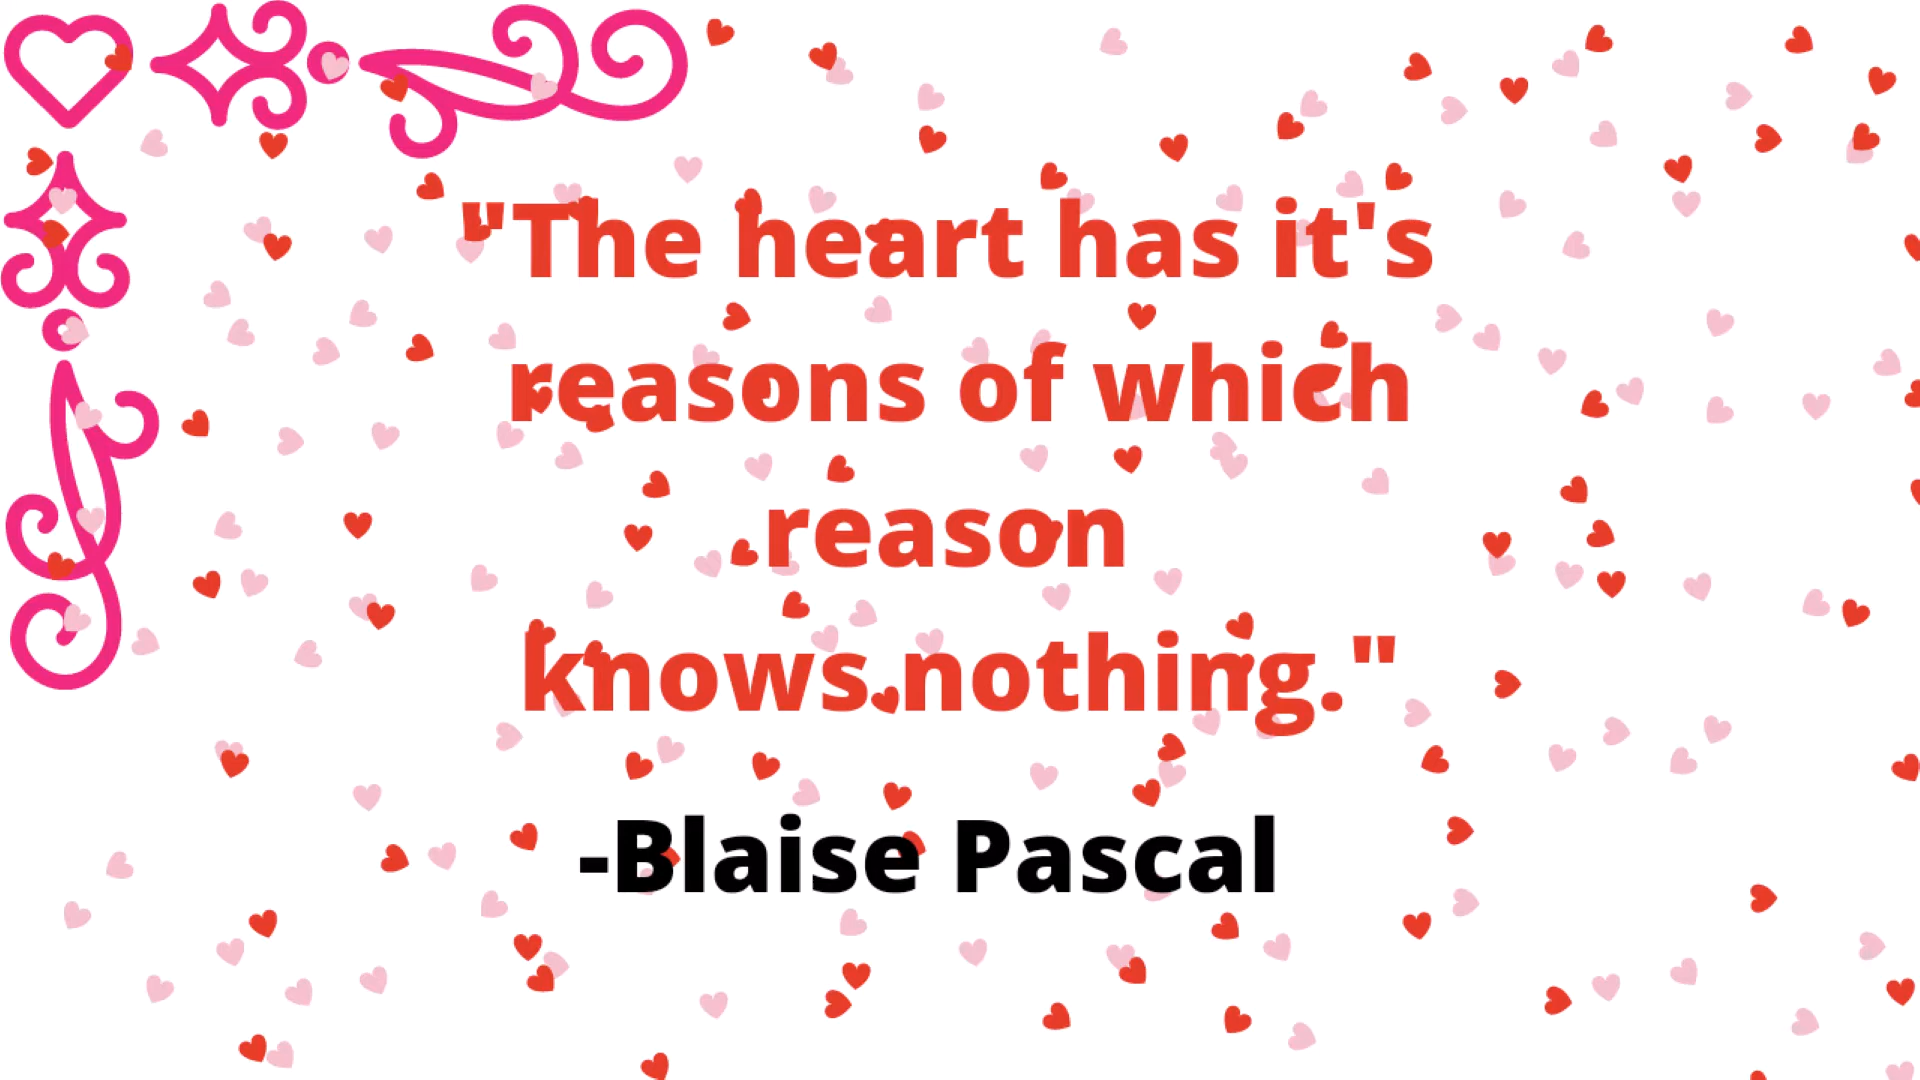 "The heart has it's
reasons of which
reason
knows nothing."
-Blaise Pascal